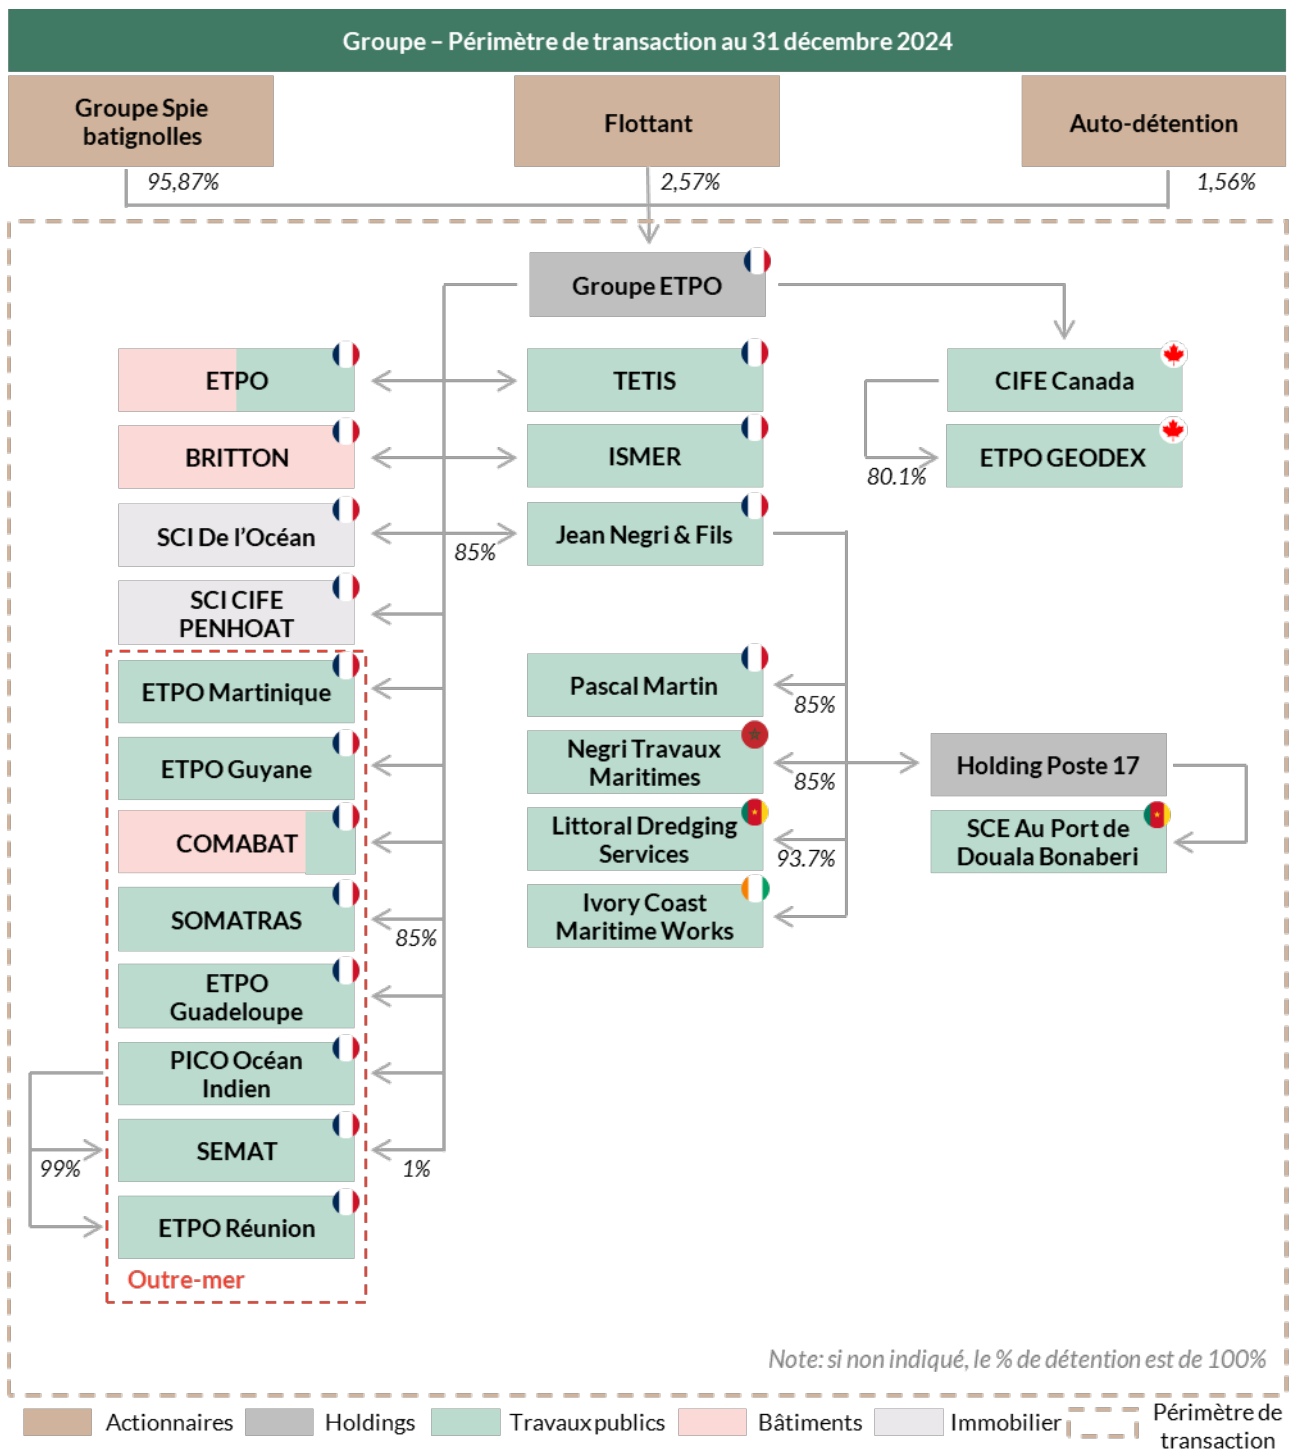 Groupe – Périmètre de transaction au 31 décembre 2024
Groupe Spie
batignolles
Flottant
Auto-détention
95,87%
2,57%
1,56%
Groupe ETPO
ETPO
TETIS
CIFE Canada
BRITTON
ISMER
ETPO GEODEX
80.1%
SCI De l’Océan
Jean Negri & Fils
85%
SCI CIFE
PENHOAT
ETPO Martinique
Pascal Martin
85%
ETPO Guyane
Negri Travaux
Maritimes
85%
Holding Poste 17
COMABAT
Littoral Dredging
Services
93.7%
SCE Au Port de
Douala Bonaberi
SOMATRAS
85%
Ivory Coast
Maritime Works
ETPO
Guadeloupe
PICO Océan
Indien
SEMAT
99%
1%
ETPO Réunion
Outre-mer
Note: si non indiqué, le % de détention est de 100%
Actionnaires
Holdings
Travaux publics
Bâtiments
Immobilier
Périmètre de
transaction